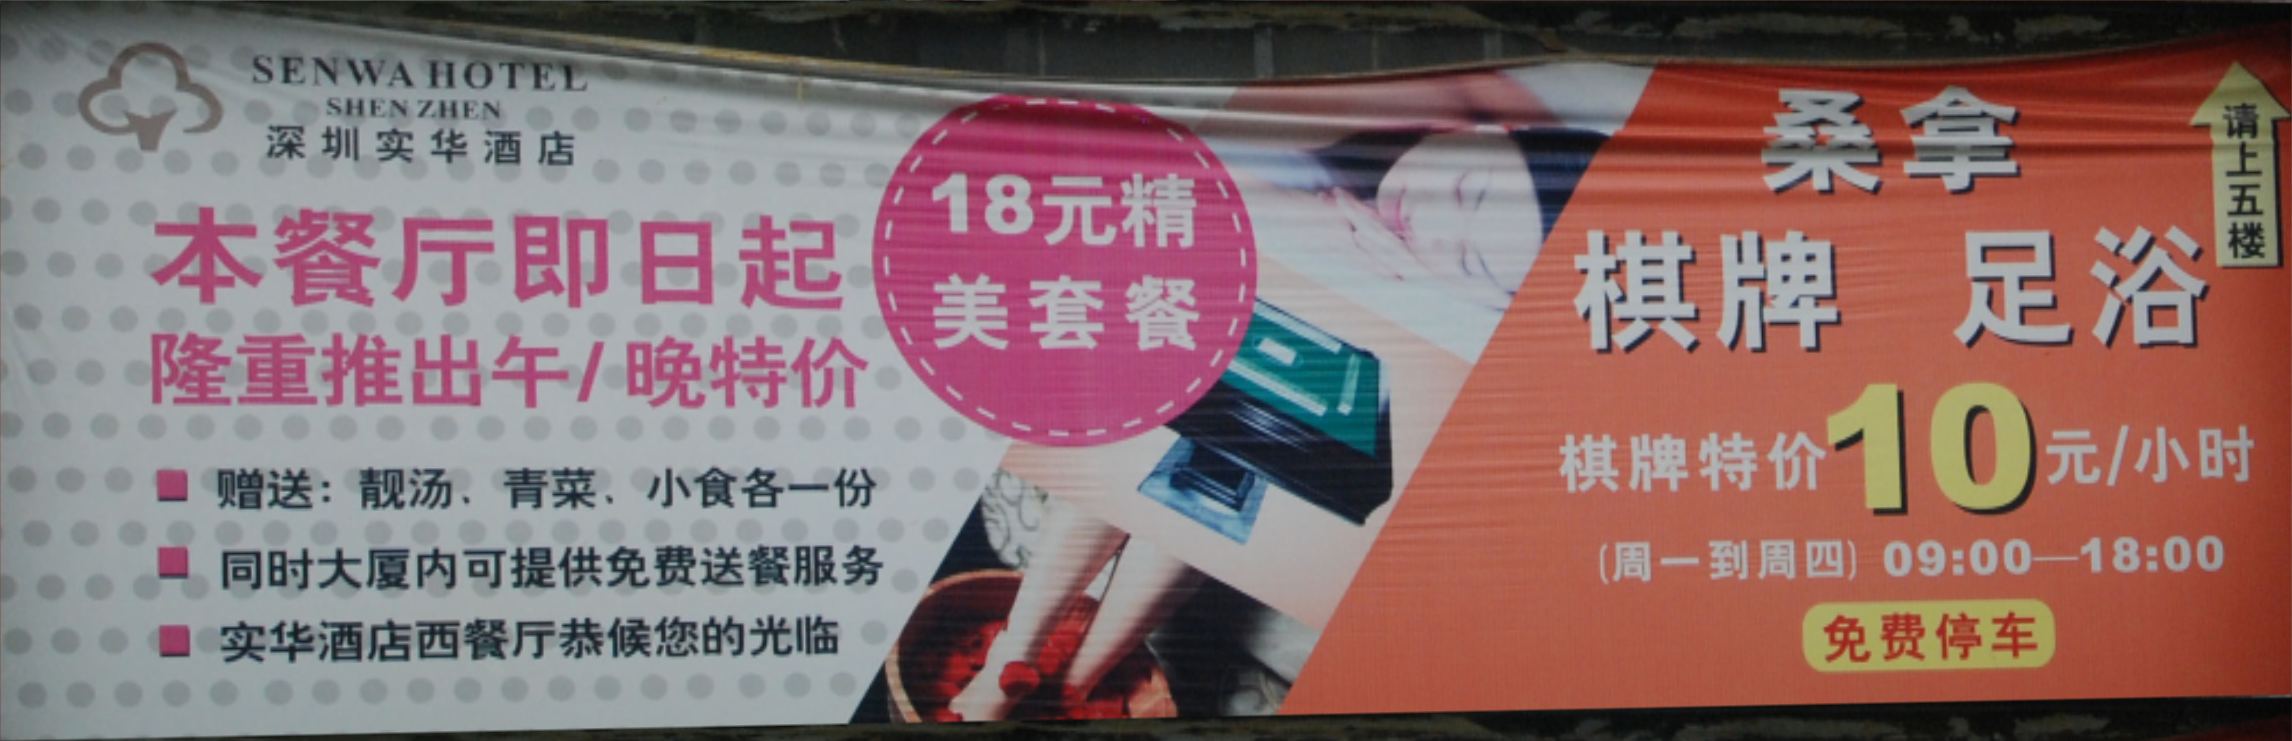 SENWA HOTEL
SHEN ZHEN
深圳实华酒店
本餐厅即日起
隆重推出午/晚特价
18元精
美套餐
赠送：靓汤、青菜、小食各一份
同时大厦内可提供免费送餐服务
实华酒店西餐厅恭候您的光临
桑拿
棋牌 足浴
棋牌特价10元/小时
(周一到周四) 09:00—18:00
免费停车
请上五楼